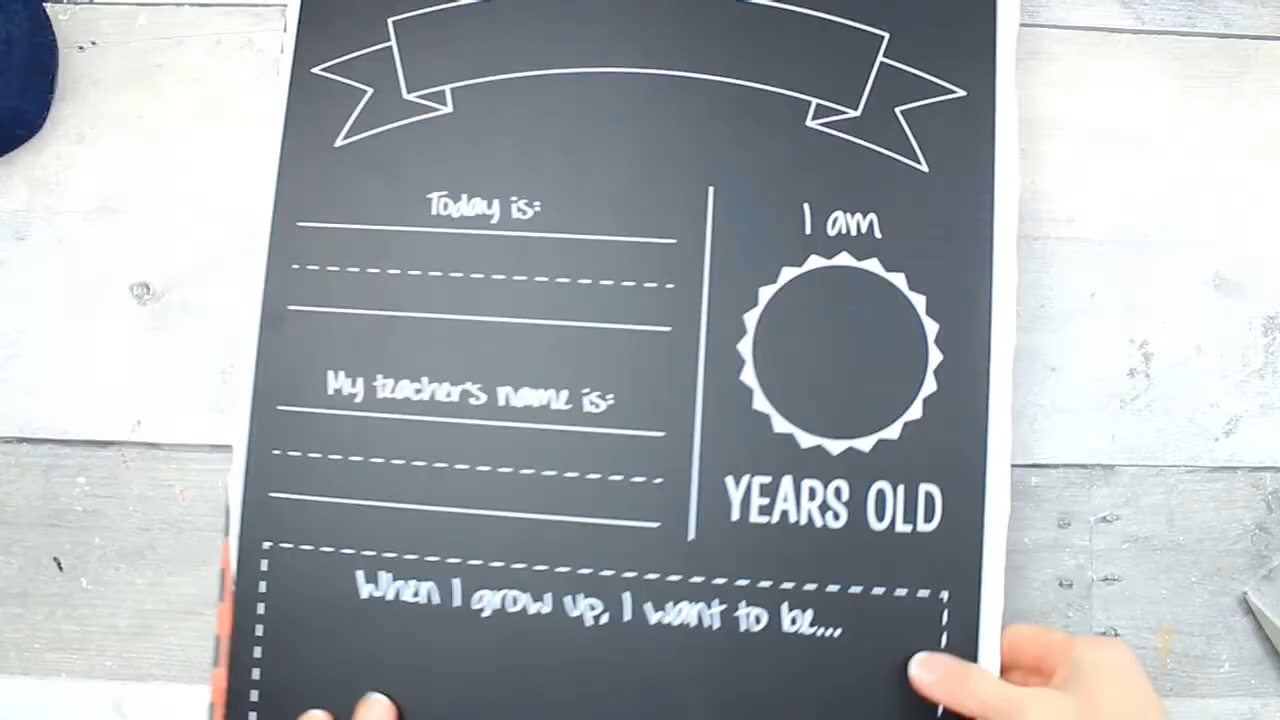 Today is:
I am
My teacher's name is:
YEARS OLD
When I grow up, I want to be...